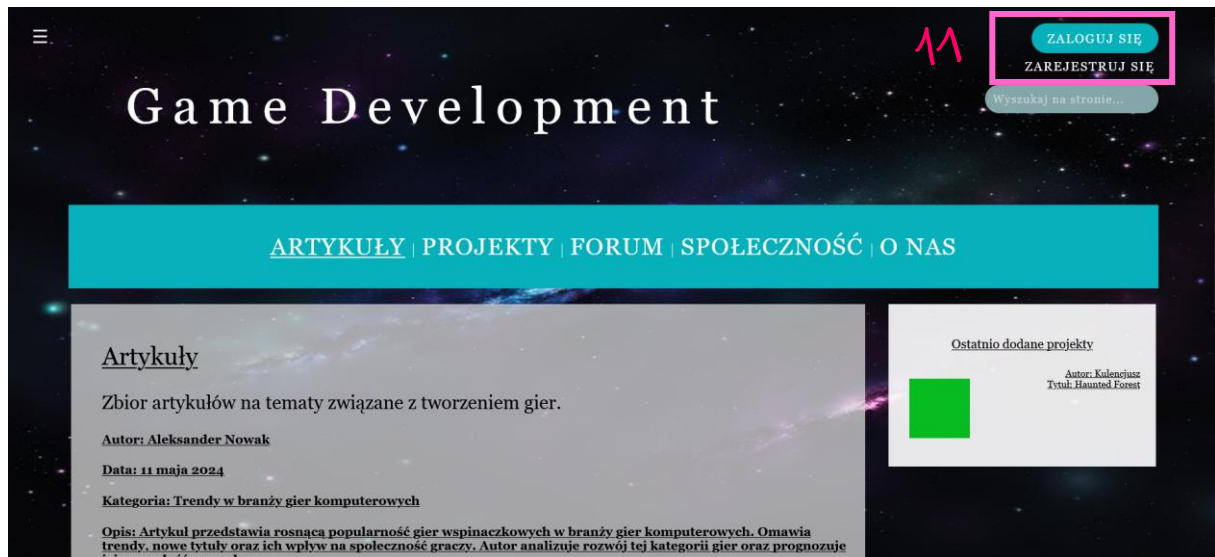 ☰
11
ZALOGUJ SIĘ
ZAREJESTRUJ SIĘ
Wyszukaj na stronie...
Game Development
ARTYKUŁY | PROJEKTY | FORUM | SPOŁECZNOŚĆ | O NAS
Artykuły
Zbior artykułów na tematy związane z tworzeniem gier.
Autor: Aleksander Nowak
Data: 11 maja 2024
Kategoria: Trendy w branży gier komputerowych
Opis: Artykuł przedstawia rosnącą popularność gier wspinaczkowych w branży gier komputerowych. Omawia
trendy, nowe tytuły oraz ich wpływ na społeczność graczy. Autor analizuje rozwój tej kategorii gier oraz prognozuje
Ostatnio dodane projekty
Autor: Kulencjusz
Tytuł: Haunted Forest